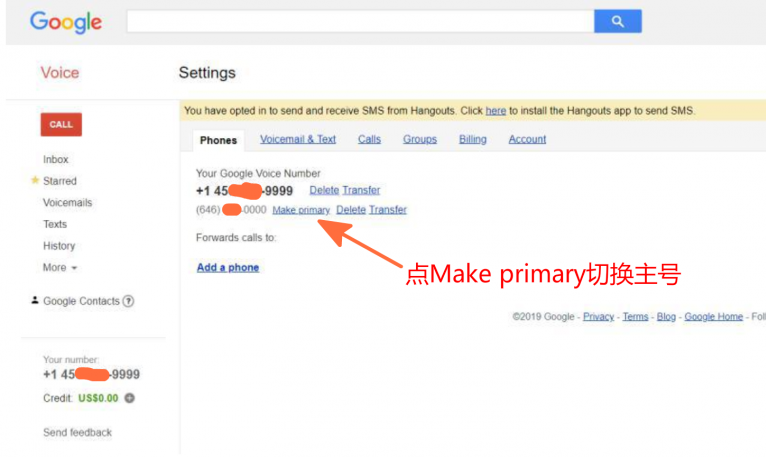 Google
Voice
Settings
You have opted in to send and receive SMS from Hangouts. Click here to install the Hangouts app to send SMS.
CALL
Phones Voicemail & Text Calls Groups Billing Account
Inbox
Starred
Voicemails
Texts
History
More
Google Contacts ?
Your Google Voice Number
+1 45 -9999 Delete Transfer
(646) -0000 Make primary Delete Transfer
Forwards calls to:
Add a phone
点Make primary切换主号
©2019 Google - Privacy - Terms - Blog - Google Home - Fol
Your number:
+1 45 -9999
Credit: US$0.00
Send feedback